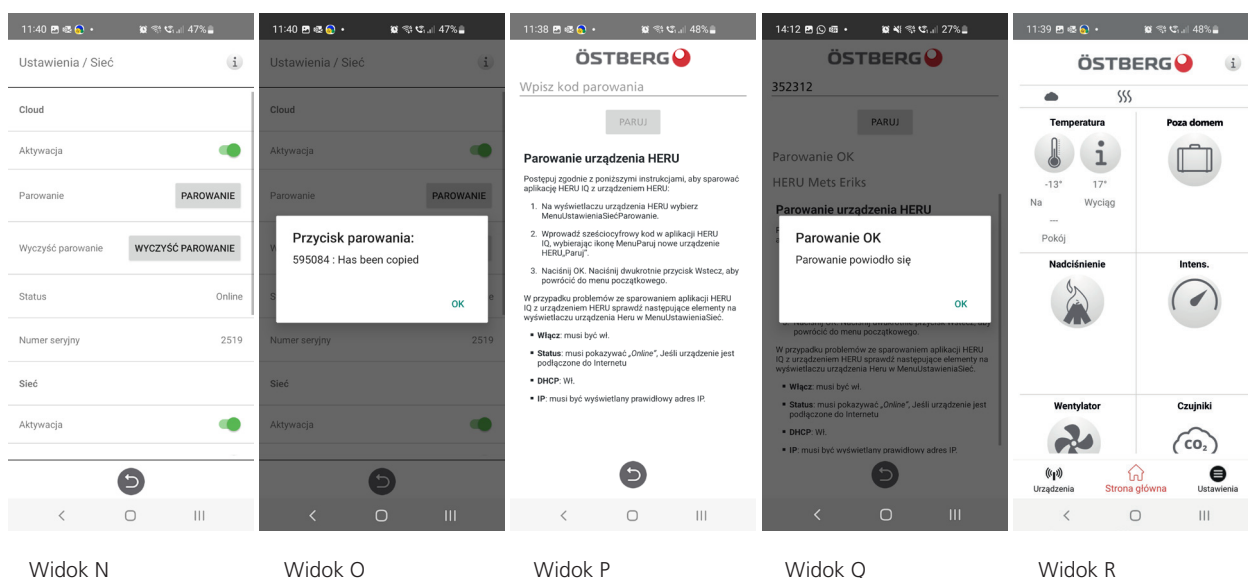 11:40 47%
Ustawienia / Sieć i
Cloud
Aktywacja
Parowanie PAROWANIE
Wyczyść parowanie WYCZYŚĆ PAROWANIE
Status Online
Numer seryjny 2519
Sieć
Aktywacja
Widok N
11:40 47%
Ustawienia / Sieć i
Cloud
Aktywacja
Parowanie PAROWANIE
Przycisk parowania:
595084 : Has been copied
OK
Numer seryjny 2519
Sieć
Aktywacja
Widok O
11:38 48%
ÖSTBERG
Wpisz kod parowania
PARUJ
Parowanie urządzenia HERU
Postępuj zgodnie z poniższymi instrukcjami, aby sparować
aplikację HERU IQ z urządzeniem HERU:
1. Na wyświetlaczu urządzenia HERU wybierz
MenuUstawieniaSiećParowanie.
2. Wprowadź sześciocyfrowy kod w aplikacji HERU
IQ, wybierając ikonę MenuParuj nowe urządzenie
HERU„Paruj”.
3. Naciśnij OK. Naciśnij dwukrotnie przycisk Wstecz, aby
powrócić do menu początkowego.
W przypadku problemów ze sparowaniem aplikacji HERU
IQ z urządzeniem HERU sprawdź następujące elementy na
wyświetlaczu urządzenia Heru w MenuUstawieniaSieć.
▪ Włącz: musi być wł.
▪ Status: musi pokazywać „Online”, Jeśli urządzenie jest
podłączone do Internetu
▪ DHCP: Wł.
▪ IP: musi być wyświetlany prawidłowy adres IP.
Widok P
14:12 27%
ÖSTBERG
352312
PARUJ
Parowanie OK
HERU Mets Eriks
Parowanie urządzenia HERU
Parowanie OK
Parowanie powiodło się
OK
powrócić do menu początkowego.
W przypadku problemów ze sparowaniem aplikacji HERU
IQ z urządzeniem HERU sprawdź następujące elementy na
wyświetlaczu urządzenia Heru w MenuUstawieniaSieć.
▪ Włącz: musi być wł.
▪ Status: musi pokazywać „Online”, Jeśli urządzenie jest
podłączone do Internetu
▪ DHCP: Wł.
▪ IP: musi być wyświetlany prawidłowy adres IP.
Widok Q
11:39 48%
ÖSTBERG i
Temperatura Poza domem
i
-13° 17°
Na Wyciąg
---
Pokój
Nadciśnienie Intens.
Wentylator Czujniki
CO₂
Urządzenia Strona główna Ustawienia
Widok R